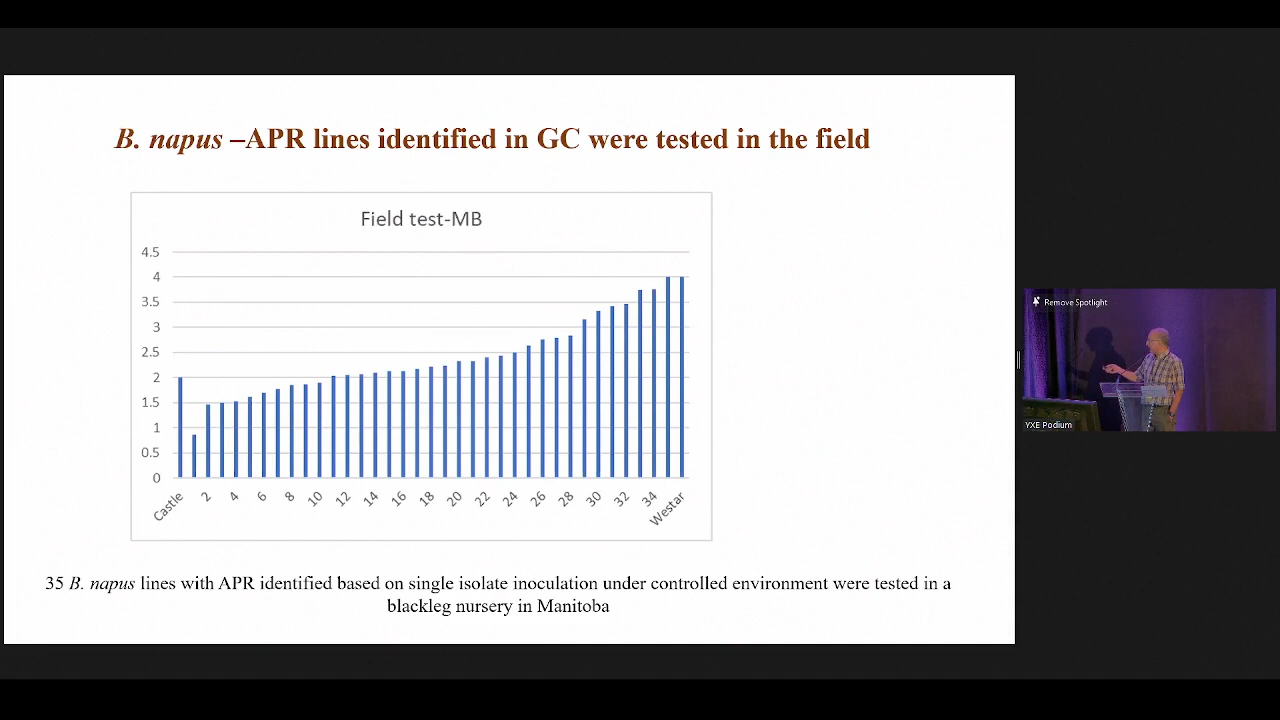 B. napus –APR lines identified in GC were tested in the field
Field test-MB
4.5
4
3.5
3
2.5
2
1.5
1
0.5
0
Castle 2 4 6 8 10 12 14 16 18 20 22 24 26 28 30 32 34 Westar
35 B. napus lines with APR identified based on single isolate inoculation under controlled environment were tested in a
blackleg nursery in Manitoba
Remove Spotlight
YXE Podium